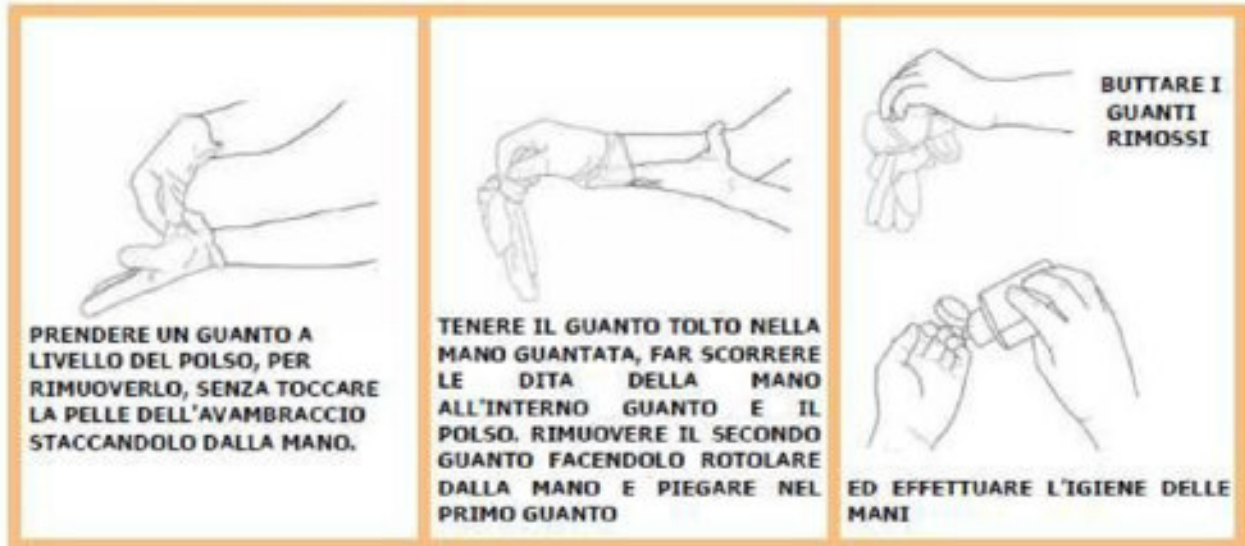 PRENDERE UN GUANTO A
LIVELLO DEL POLSO, PER
RIMUOVERLO, SENZA TOCCARE
LA PELLE DELL'AVAMBRACCIO
STACCANDOLO DALLA MANO.
TENERE IL GUANTO TOLTO NELLA
MANO GUANTATA, FAR SCORRERE
LE DITA DELLA MANO
ALL'INTERNO GUANTO E IL
POLSO. RIMUOVERE IL SECONDO
GUANTO FACENDOLO ROTOLARE
DALLA MANO E PIEGARE NEL
PRIMO GUANTO
BUTTARE I
GUANTI
RIMOSSI
ED EFFETTUARE L'IGIENE DELLE
MANI